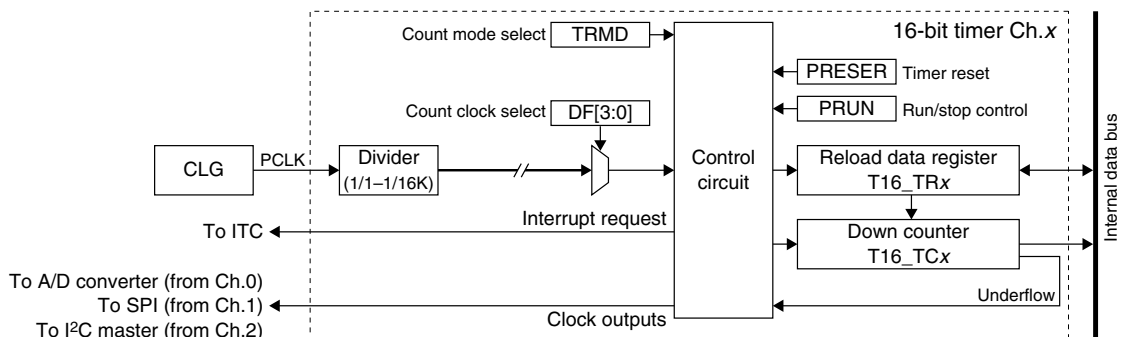 16-bit timer Ch.x
Count mode select
TRMD
PRESER
Timer reset
Count clock select
DF[3:0]
PRUN
Run/stop control
CLG
PCLK
Divider
(1/1–1/16K)
Control
circuit
Reload data register
T16_TRx
Internal data bus
Interrupt request
To ITC
Down counter
T16_TCx
To A/D converter (from Ch.0)
To SPI (from Ch.1)
To I²C master (from Ch.2)
Clock outputs
Underflow